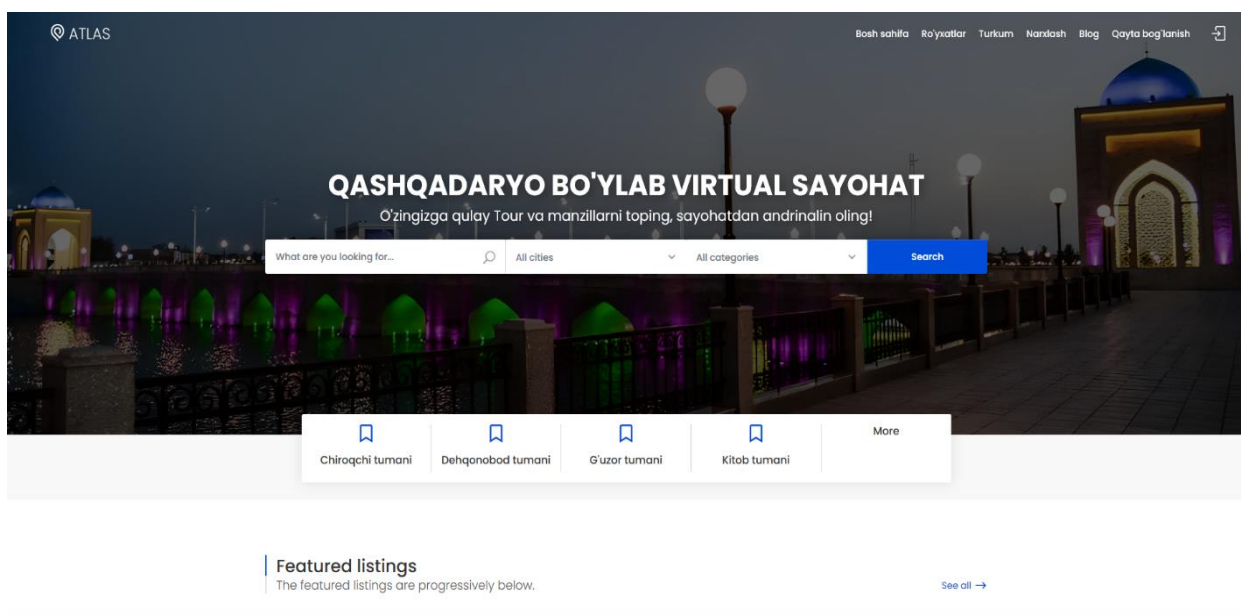 ATLAS
Bosh sahifa Ro'yxatlar Turkum Narxlash Blog Qayta bog'lanish
QASHQADARYO BO'YLAB VIRTUAL SAYOHAT
O'zingizga qulay Tour va manzillarni toping, sayohatdan andrinalin oling!
What are you looking for... All cities All categories Search
Chiroqchi tumani Dehqonobod tumani G'uzor tumani Kitob tumani More
Featured listings
The featured listings are progressively below.
See all →